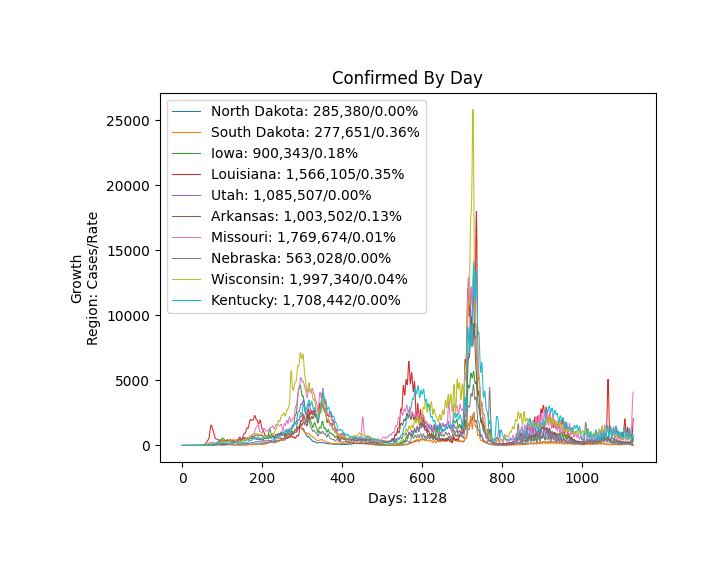 Confirmed By Day
Growth
Region: Cases/Rate
25000
20000
15000
10000
5000
0
North Dakota: 285,380/0.00%
South Dakota: 277,651/0.36%
Iowa: 900,343/0.18%
Louisiana: 1,566,105/0.35%
Utah: 1,085,507/0.00%
Arkansas: 1,003,502/0.13%
Missouri: 1,769,674/0.01%
Nebraska: 563,028/0.00%
Wisconsin: 1,997,340/0.04%
Kentucky: 1,708,442/0.00%
0 200 400 600 800 1000
Days: 1128